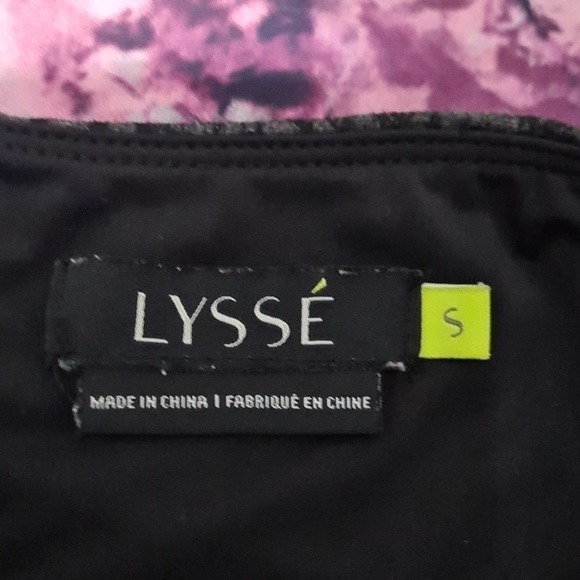 LYSSÉ
S
MADE IN CHINA | FABRIQUÉ EN CHINE